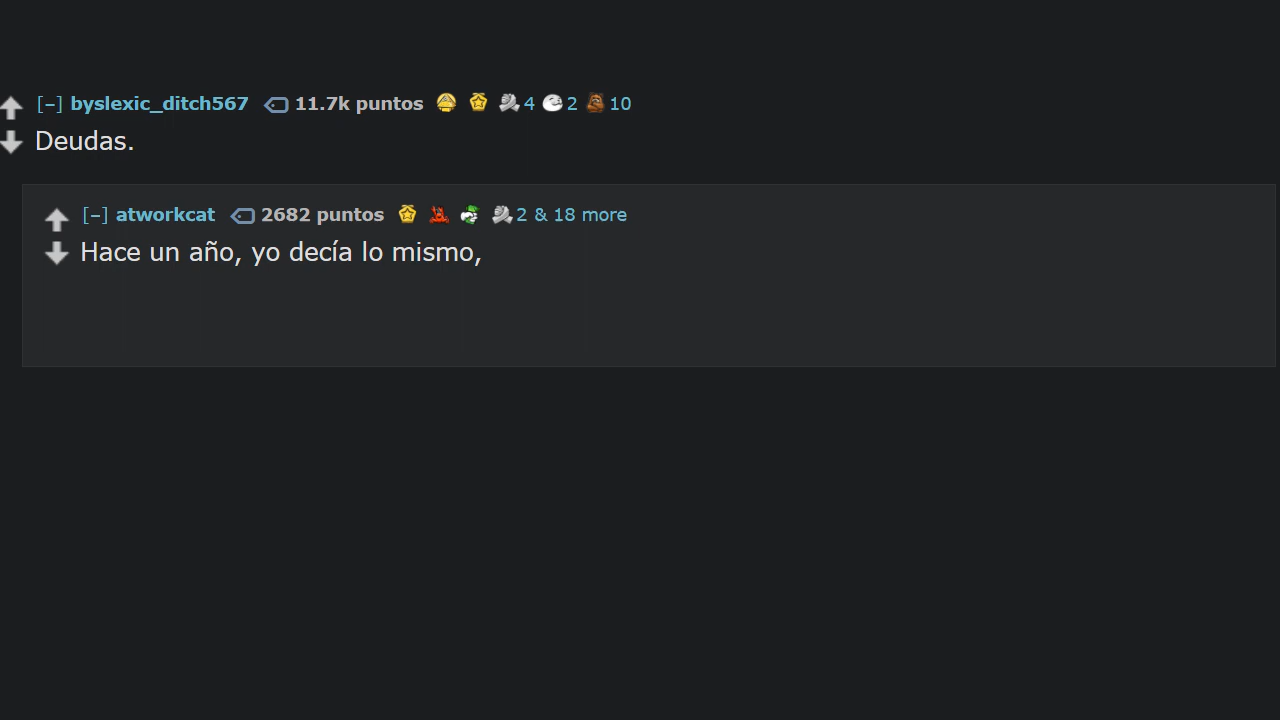 [–] byslexic_ditch567 11.7k puntos 4 2 10
Deudas.
[–] atworkcat 2682 puntos 2 & 18 more
Hace un año, yo decía lo mismo,